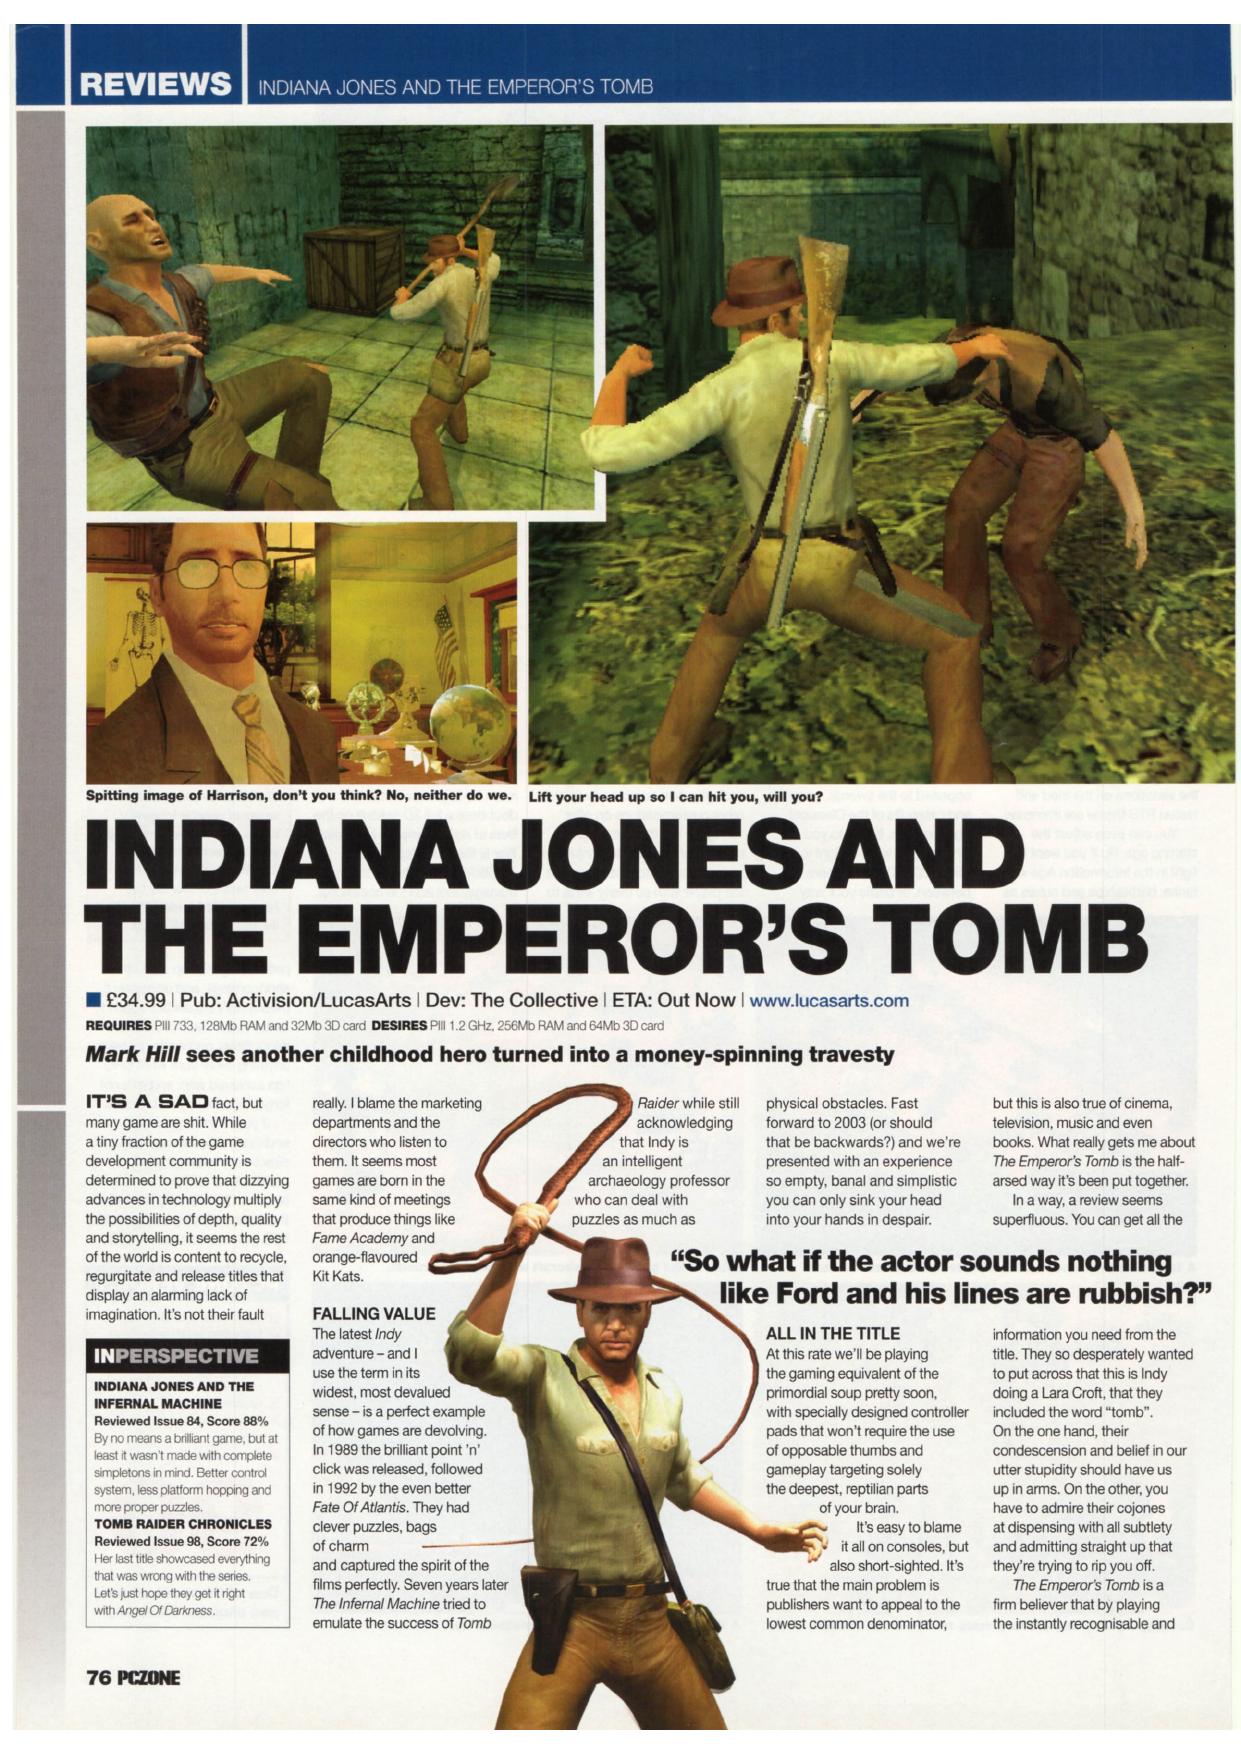 REVIEWS
INDIANA JONES AND THE EMPEROR'S TOMB
Spitting image of Harrison, don't you think? No, neither do we.
Lift your head up so I can hit you, will you?
INDIANA JONES AND
THE EMPEROR'S TOMB
£34.99 | Pub: Activision/LucasArts | Dev: The Collective | ETA: Out Now | www.lucasarts.com
REQUIRES PIII 733, 128Mb RAM and 32Mb 3D card DESIRES PIII 1.2 GHz, 256Mb RAM and 64Mb 3D card
Mark Hill sees another childhood hero turned into a money-spinning travesty
IT'S A SAD fact, but
many game are shit. While
a tiny fraction of the game
development community is
determined to prove that dizzying
advances in technology multiply
the possibilities of depth, quality
and storytelling, it seems the rest
of the world is content to recycle,
regurgitate and release titles that
display an alarming lack of
imagination. It's not their fault
really. I blame the marketing
departments and the
directors who listen to
them. It seems most
games are born in the
same kind of meetings
that produce things like
Fame Academy and
orange-flavoured
Kit Kats.
FALLING VALUE
The latest Indy
adventure – and I
use the term in its
widest, most devalued
sense – is a perfect example
of how games are devolving.
In 1989 the brilliant point 'n'
click was released, followed
in 1992 by the even better
Fate Of Atlantis. They had
clever puzzles, bags
of charm
and captured the spirit of the
films perfectly. Seven years later
The Infernal Machine tried to
emulate the success of Tomb
Raider while still
acknowledging
that Indy is
an intelligent
archaeology professor
who can deal with
puzzles as much as
physical obstacles. Fast
forward to 2003 (or should
that be backwards?) and we're
presented with an experience
so empty, banal and simplistic
you can only sink your head
into your hands in despair.
"So what if the actor sounds nothing
like Ford and his lines are rubbish?"
ALL IN THE TITLE
At this rate we'll be playing
the gaming equivalent of the
primordial soup pretty soon,
with specially designed controller
pads that won't require the use
of opposable thumbs and
gameplay targeting solely
the deepest, reptilian parts
of your brain.
It's easy to blame
it all on consoles, but
also short-sighted. It's
true that the main problem is
publishers want to appeal to the
lowest common denominator,
but this is also true of cinema,
television, music and even
books. What really gets me about
The Emperor's Tomb is the half-
arsed way it's been put together.
In a way, a review seems
superfluous. You can get all the
information you need from the
title. They so desperately wanted
to put across that this is Indy
doing a Lara Croft, that they
included the word "tomb".
On the one hand, their
condescension and belief in our
utter stupidity should have us
up in arms. On the other, you
have to admire their cojones
at dispensing with all subtlety
and admitting straight up that
they're trying to rip you off.
The Emperor's Tomb is a
firm believer that by playing
the instantly recognisable and
INPERSPECTIVE
INDIANA JONES AND THE
INFERNAL MACHINE
Reviewed Issue 84, Score 88%
By no means a brilliant game, but at
least it wasn't made with complete
simpletons in mind. Better control
system, less platform hopping and
more proper puzzles.
TOMB RAIDER CHRONICLES
Reviewed Issue 98, Score 72%
Her last title showcased everything
that was wrong with the series.
Let's just hope they get it right
with Angel Of Darkness.
76 PCZONE